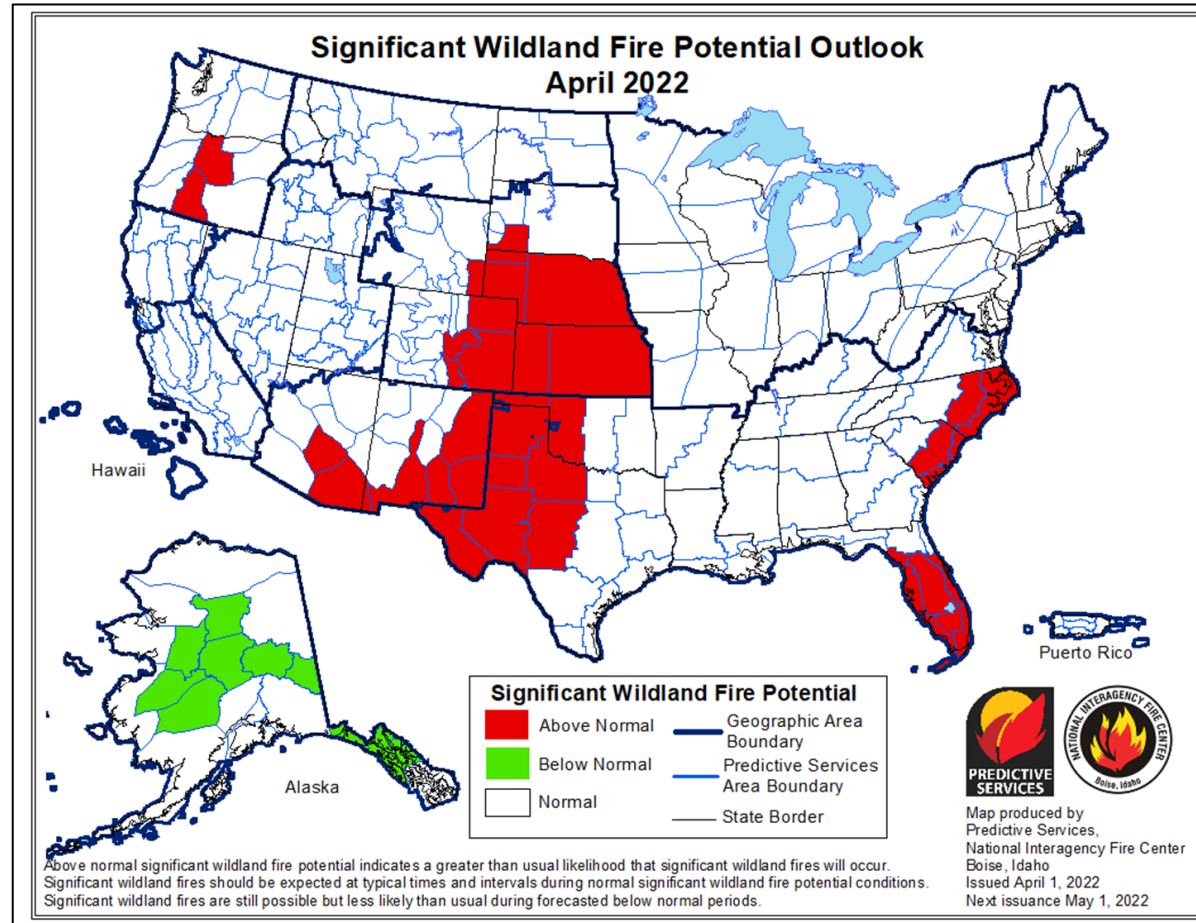 Significant Wildland Fire Potential Outlook
April 2022
Hawaii
Alaska
Puerto Rico
Significant Wildland Fire Potential
Above Normal
Below Normal
Normal
Geographic Area
Boundary
Predictive Services
Area Boundary
State Border
PREDICTIVE
SERVICES
NATIONAL INTERAGENCY FIRE CENTER
Boise, Idaho
Map produced by
Predictive Services,
National Interagency Fire Center
Boise, Idaho
Issued April 1, 2022
Next issuance May 1, 2022
Above normal significant wildland fire potential indicates a greater than usual likelihood that significant wildland fires will occur.
Significant wildland fires should be expected at typical times and intervals during normal significant wildland fire potential conditions.
Significant wildland fires are still possible but less likely than usual during forecasted below normal periods.